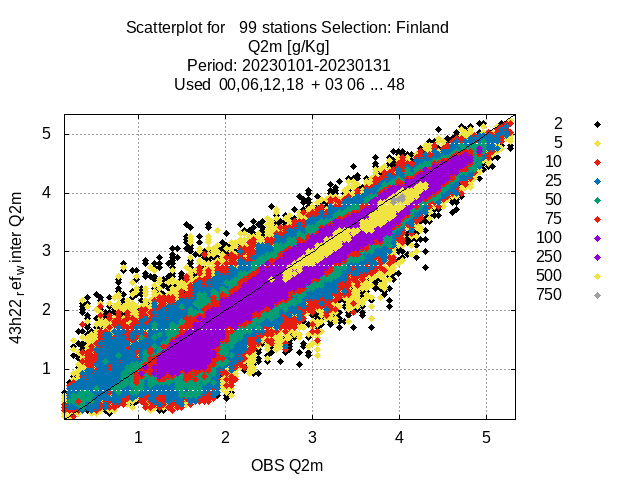 Scatterplot for   99 stations Selection: Finland
Q2m [g/Kg]
Period: 20230101-20230131
Used  00,06,12,18  + 03 06 ... 48
43h22_ref_winter Q2m
5
4
3
2
1
1 2 3 4 5
OBS Q2m
2
5
10
25
50
75
100
250
500
750